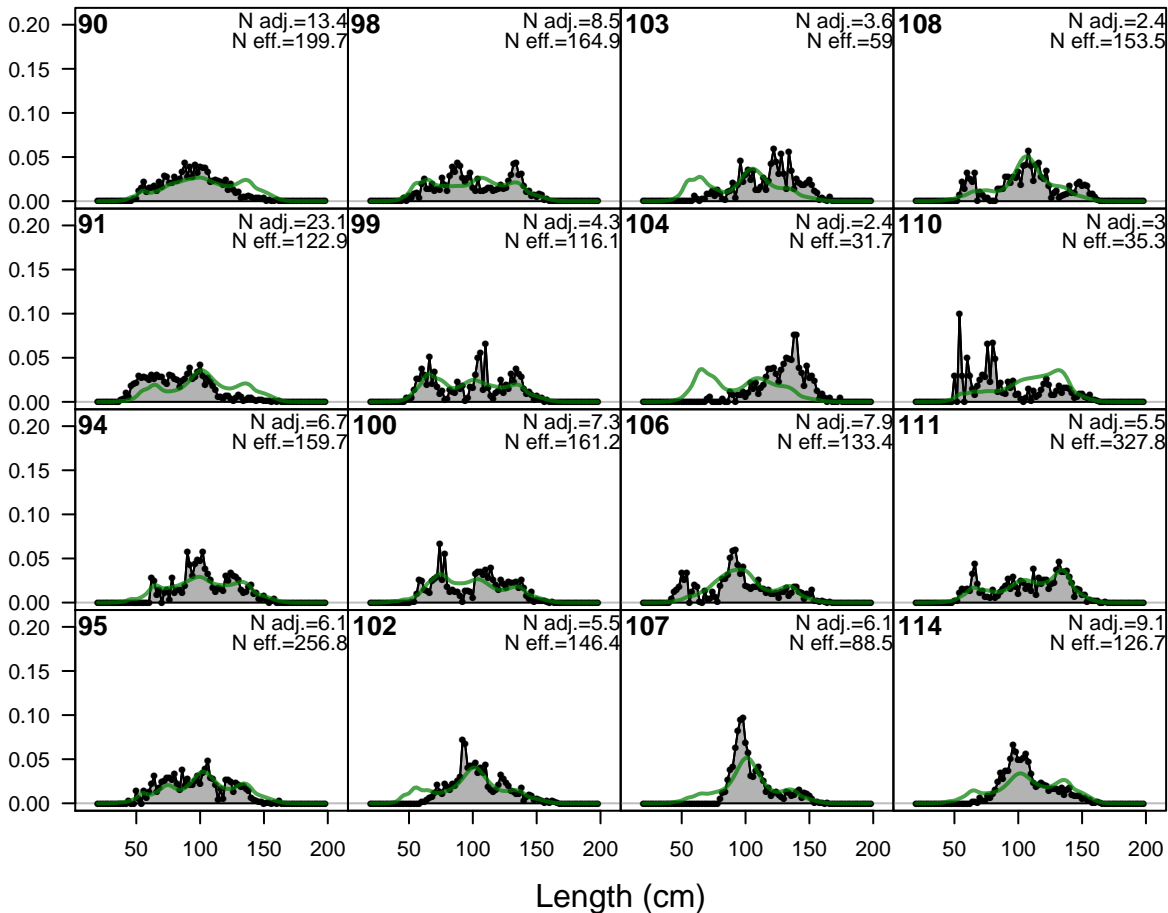 0.20 90 N adj.=13.4 98 N adj.=8.5 103 N adj.=3.6 108 N adj.=2.4
N eff.=199.7 N eff.=164.9 N eff.=59 N eff.=153.5
0.15
0.10
0.05
0.00
0.20 91 N adj.=23.1 99 N adj.=4.3 104 N adj.=2.4 110 N adj.=3
N eff.=122.9 N eff.=116.1 N eff.=31.7 N eff.=35.3
0.15
0.10
0.05
0.00
0.20 94 N adj.=6.7 100 N adj.=7.3 106 N adj.=7.9 111 N adj.=5.5
N eff.=159.7 N eff.=161.2 N eff.=133.4 N eff.=327.8
0.15
0.10
0.05
0.00
0.20 95 N adj.=6.1 102 N adj.=5.5 107 N adj.=6.1 114 N adj.=9.1
N eff.=256.8 N eff.=146.4 N eff.=88.5 N eff.=126.7
0.15
0.10
0.05
0.00
50 100 150 200 50 100 150 200 50 100 150 200 50 100 150 200
Length (cm)